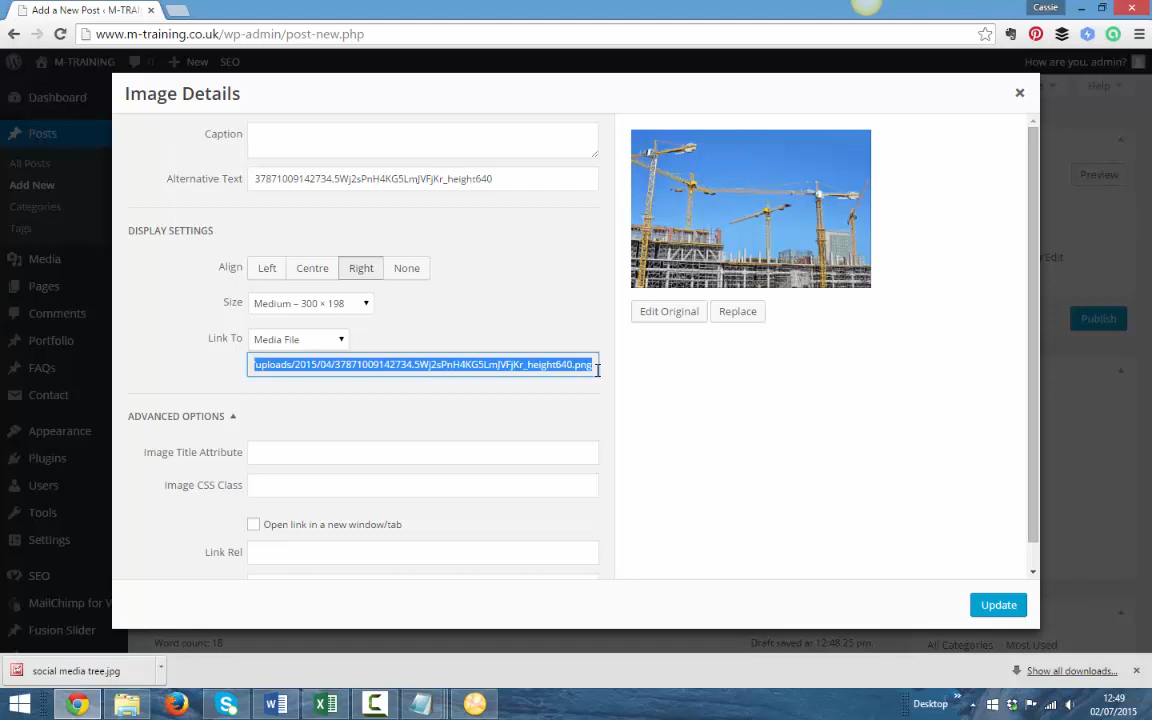 Add a New Post ‹ M-TRAI
Cassie
www.m-training.co.uk/wp-admin/post-new.php
M-TRAINING
New
SEO
How are you, admin?
Image Details
Help
Dashboard
Posts
All Posts
Add New
Categories
Tags
Media
Pages
Comments
Portfolio
FAQs
Contact
Appearance
Plugins
Users
Tools
Settings
SEO
MailChimp for W
Fusion Slider
Caption
Alternative Text 37871009142734.5Wj2sPnH4KG5LmJVFjKr_height640
DISPLAY SETTINGS
Align Left Centre Right None
Size Medium – 300 × 198
Link To Media File
uploads/2015/04/37871009142734.5Wj2sPnH4KG5LmJVFjKr_height640.png
ADVANCED OPTIONS
Image Title Attribute
Image CSS Class
Open link in a new window/tab
Link Rel
Edit Original Replace
Preview
Publish
Update
Word count: 18
Draft saved at 12:48:25 pm.
All Categories Most Used
social media tree.jpg
Show all downloads...
Desktop
12:49
02/07/2015